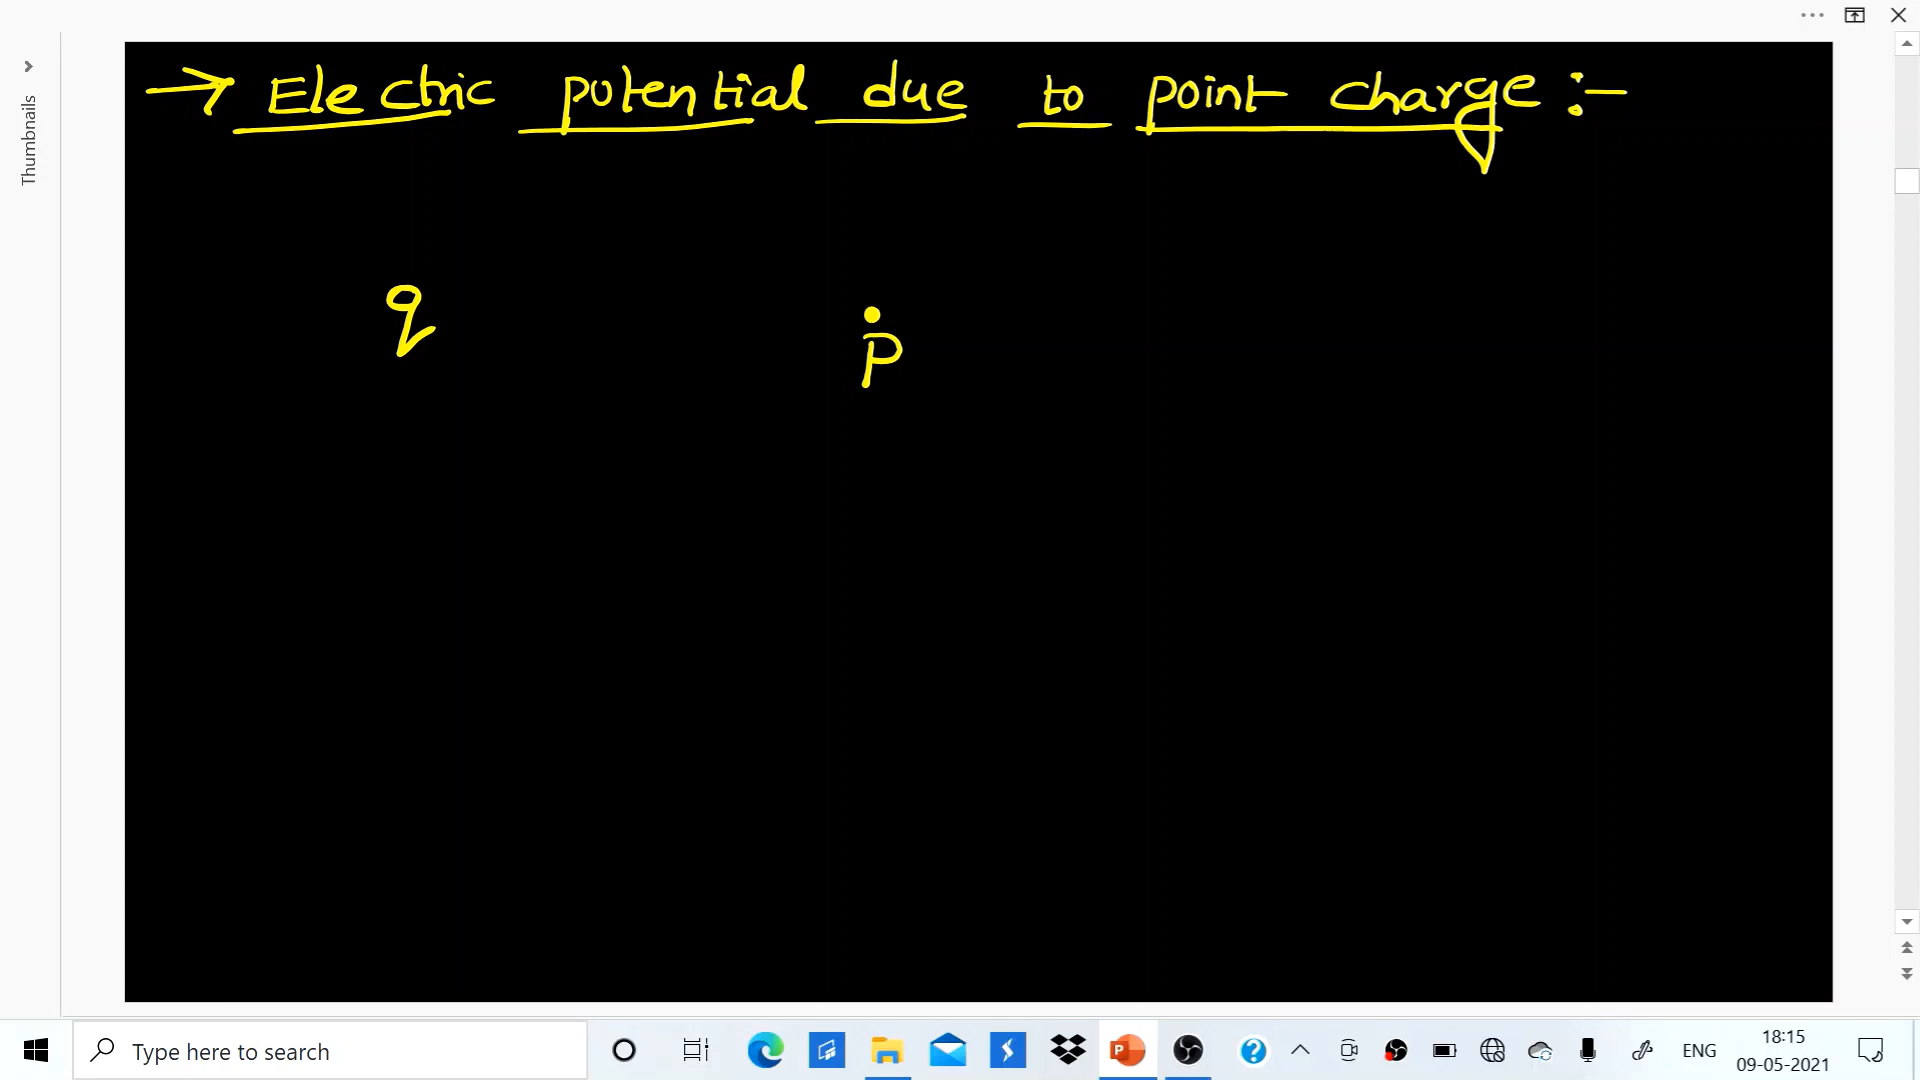 → Electric potential due to point charge :-
q
p
Thumbnails
Type here to search
ENG
18:15
09-05-2021